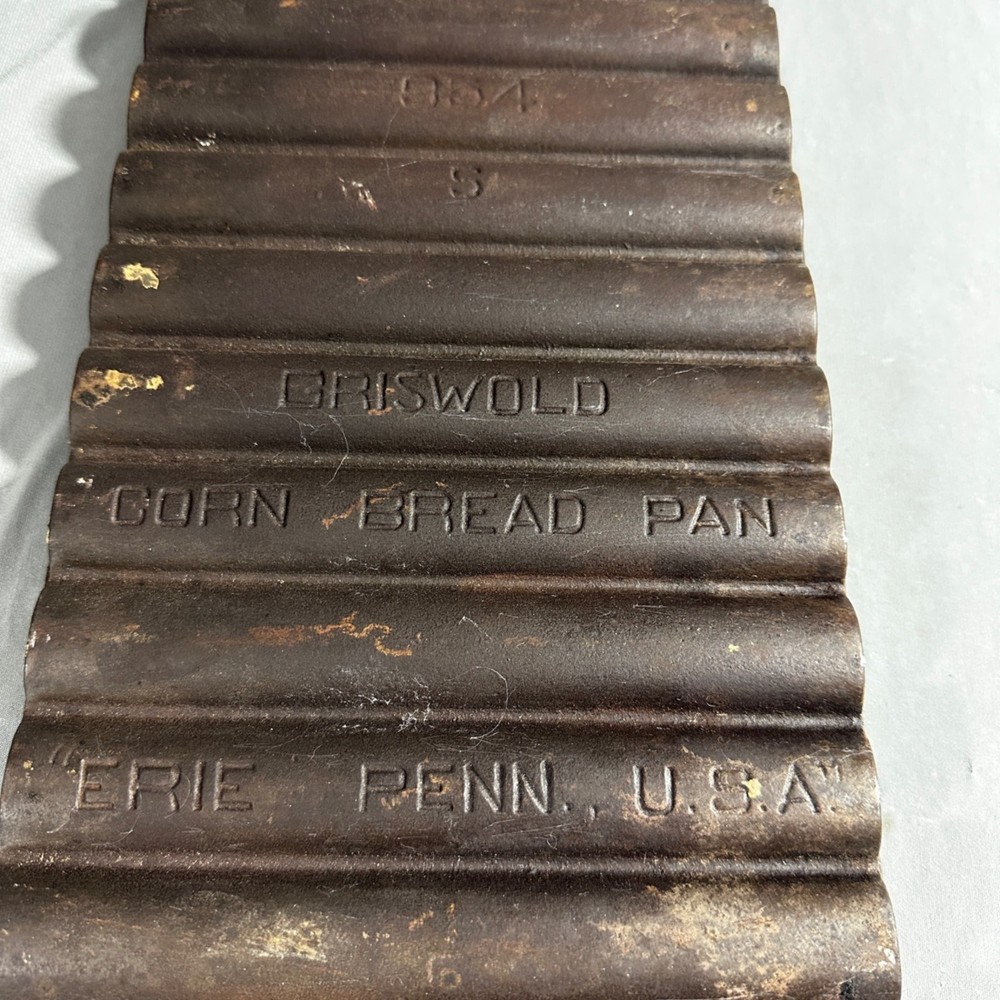 954
S
GRISWOLD
CORN BREAD PAN
"ERIE PENN., U.S.A."